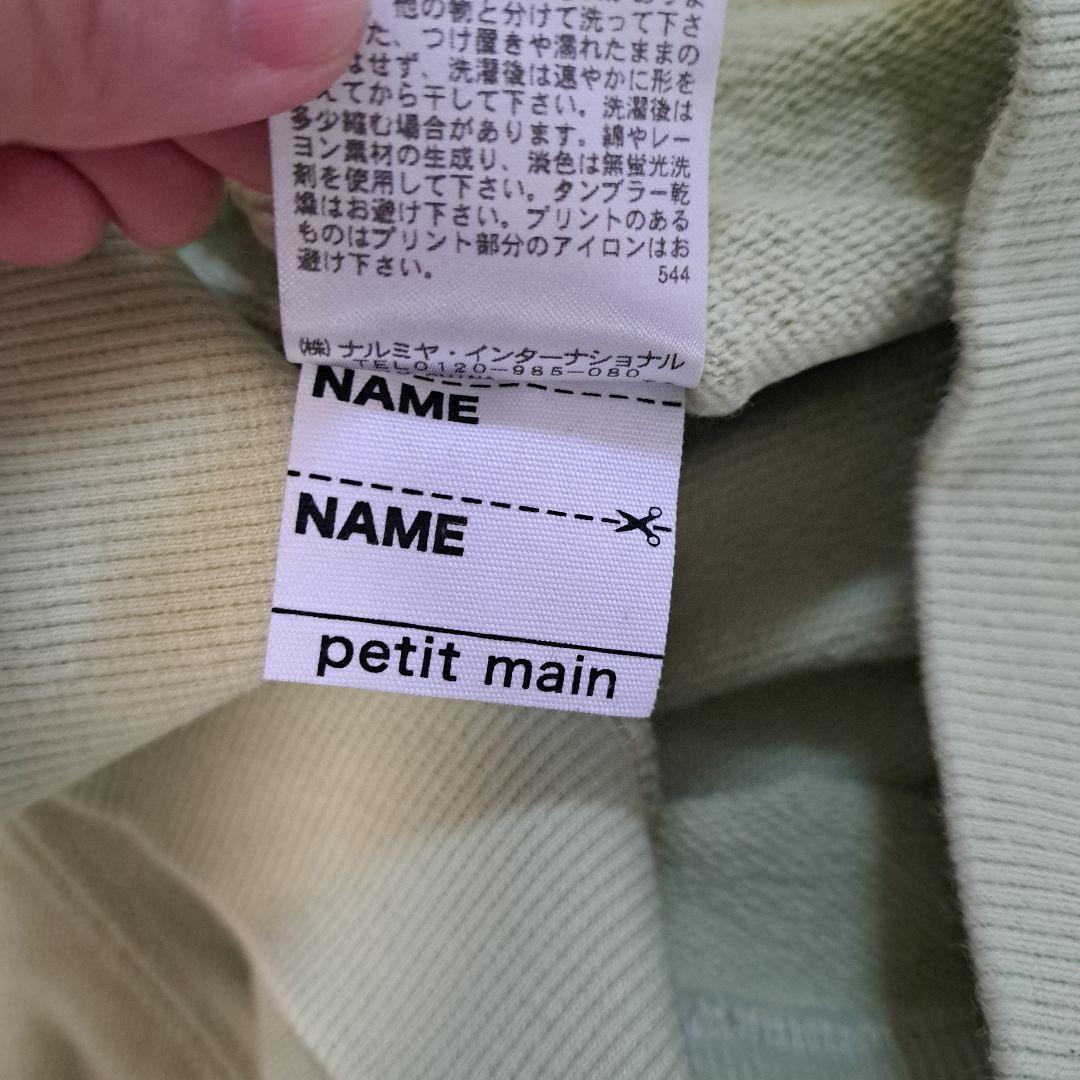 他の物と分けて洗って下さ
た、つけ置きや濡れたままの
はせず、洗濯後は速やかに形を
えてから干して下さい。洗濯後は
多少縮む場合があります。綿やレー
ヨン素材の生成り、淡色は無蛍光洗
剤を使用して下さい。タンブラー乾
燥はお避け下さい。プリントのある
ものはプリント部分のアイロンはお
避け下さい。 544
(株)ナルミヤ・インターナショナル
TEL0120-985-080
NAME
NAME
petit main